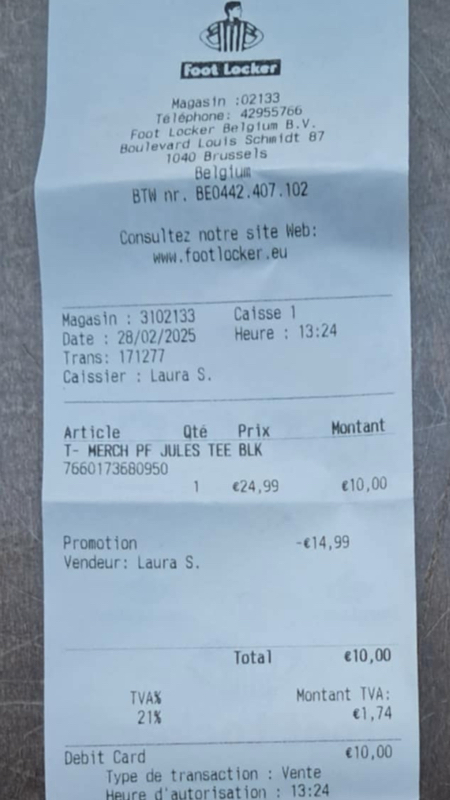 Foot Locker
Magasin :02133
Téléphone: 42955766
Foot Locker Belgium B.V.
Boulevard Louis Schmidt 87
1040 Brussels
Belgium
BTW nr. BE0442.407.102
Consultez notre site Web:
www.footlocker.eu
Magasin : 3102133 Caisse 1
Date : 28/02/2025 Heure : 13:24
Trans: 171277
Caissier : Laura S.
Article Qté Prix Montant
T- MERCH PF JULES TEE BLK
7660173680950
1 €24,99 €10,00
Promotion -€14,99
Vendeur: Laura S.
Total €10,00
TVA% Montant TVA:
21% €1,74
Debit Card €10,00
Type de transaction : Vente
Heure d'autorisation : 13:24